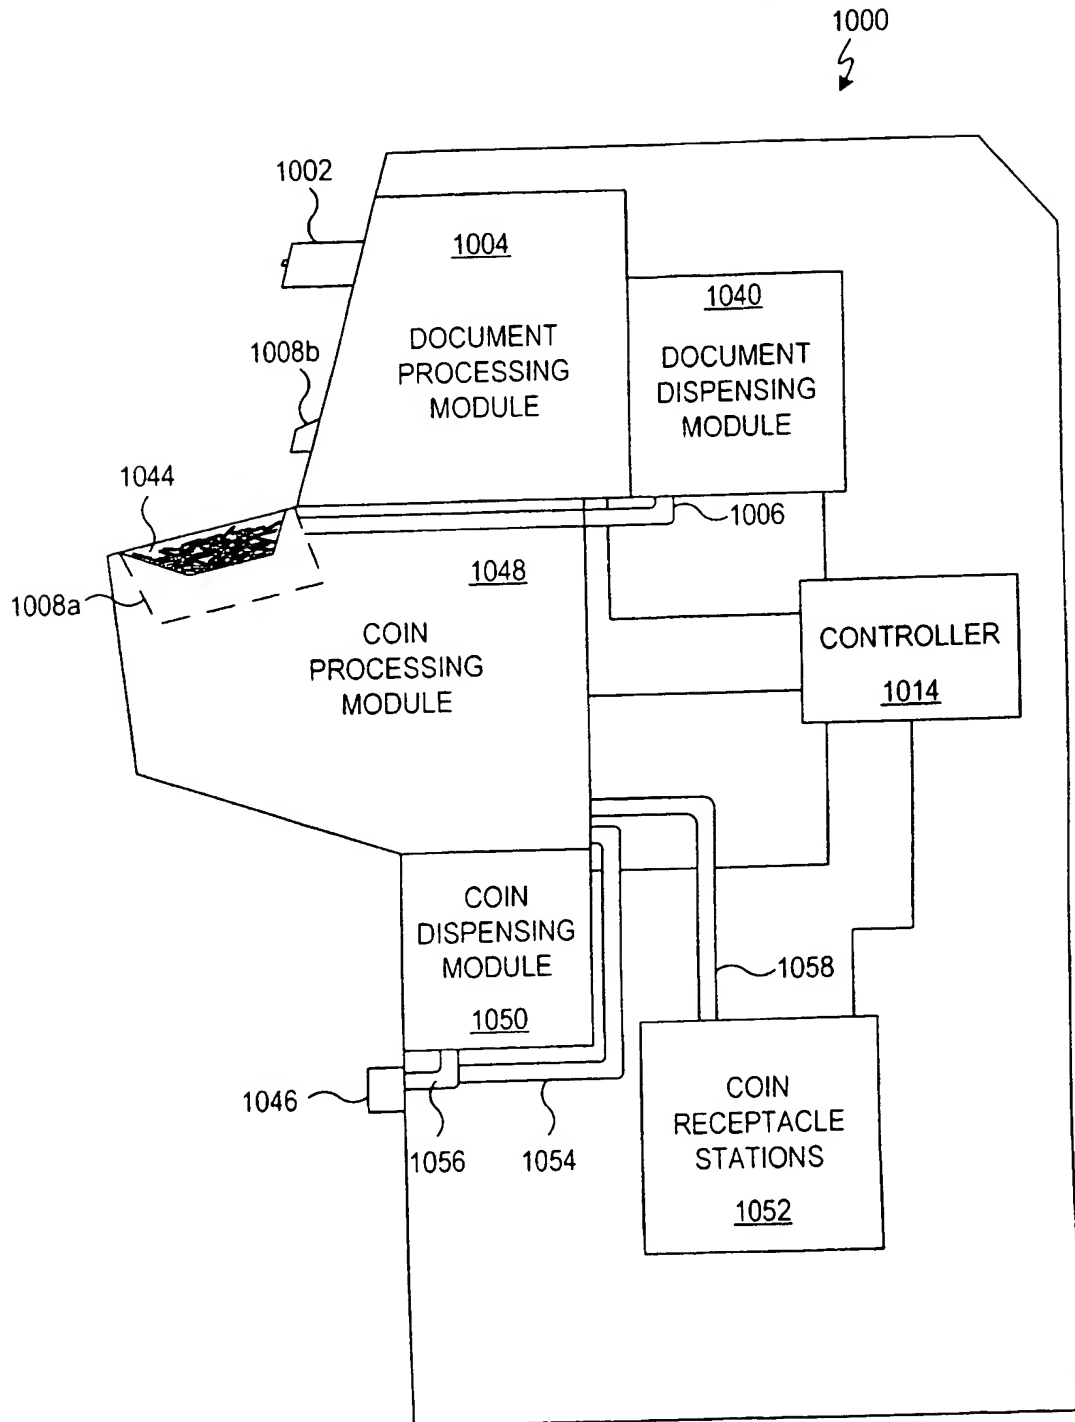 1000
1002
1004
DOCUMENT
PROCESSING
MODULE
1040
DOCUMENT
DISPENSING
MODULE
1008b
1044
1006
1008a
1048
COIN
PROCESSING
MODULE
CONTROLLER
1014
COIN
DISPENSING
MODULE
1050
1058
1046
1056
1054
COIN
RECEPTACLE
STATIONS
1052